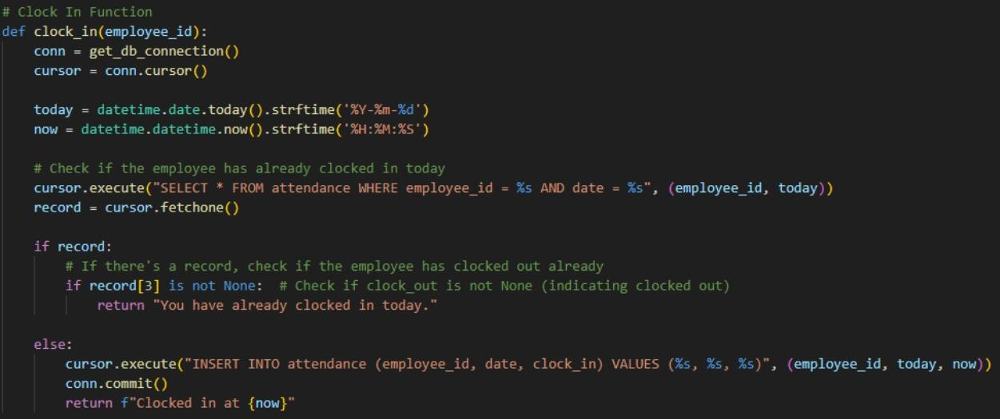 # Clock In Function
def clock_in(employee_id):
    conn = get_db_connection()
    cursor = conn.cursor()

    today = datetime.date.today().strftime('%Y-%m-%d')
    now = datetime.datetime.now().strftime('%H:%M:%S')

    # Check if the employee has already clocked in today
    cursor.execute("SELECT * FROM attendance WHERE employee_id = %s AND date = %s", (employee_id, today))
    record = cursor.fetchone()

    if record:
        # If there's a record, check if the employee has clocked out already
        if record[3] is not None:  # Check if clock_out is not None (indicating clocked out)
            return "You have already clocked in today."

    else:
        cursor.execute("INSERT INTO attendance (employee_id, date, clock_in) VALUES (%s, %s, %s)", (employee_id, today, now))
        conn.commit()
        return f"Clocked in at {now}"